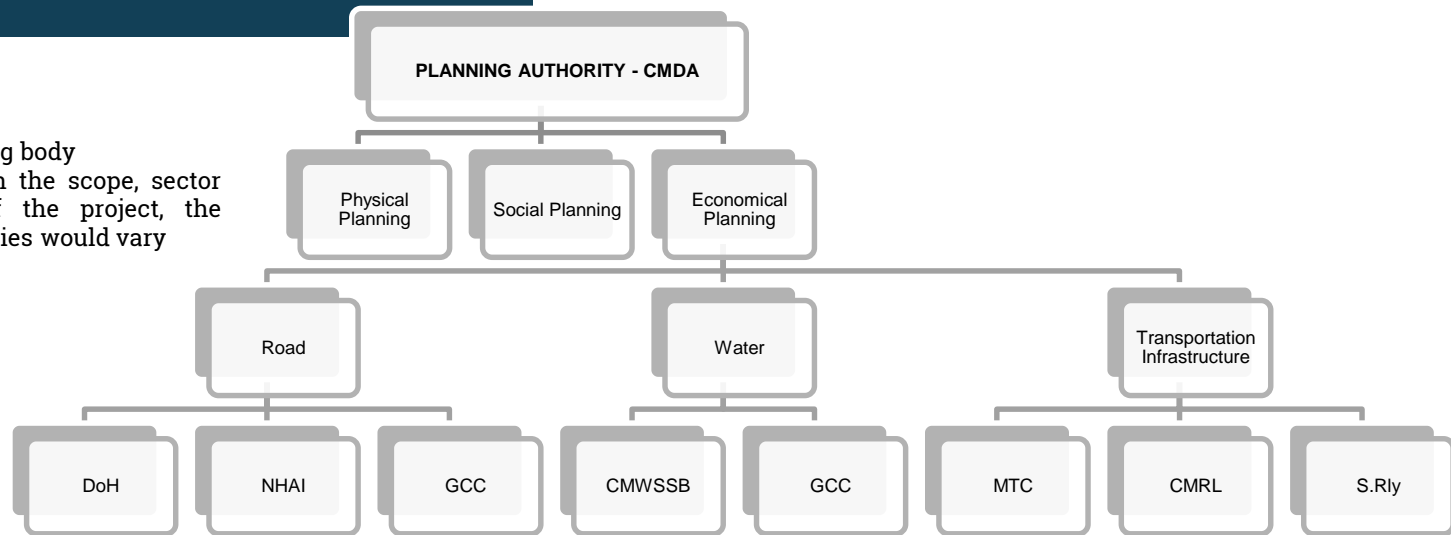 PLANNING AUTHORITY - CMDA
g body
the scope, sector
the project, the
ies would vary
Physical
Planning
Social Planning
Economical
Planning
Road
Water
Transportation
Infrastructure
DoH
NHAI
GCC
CMWSSB
GCC
MTC
CMRL
S.Rly